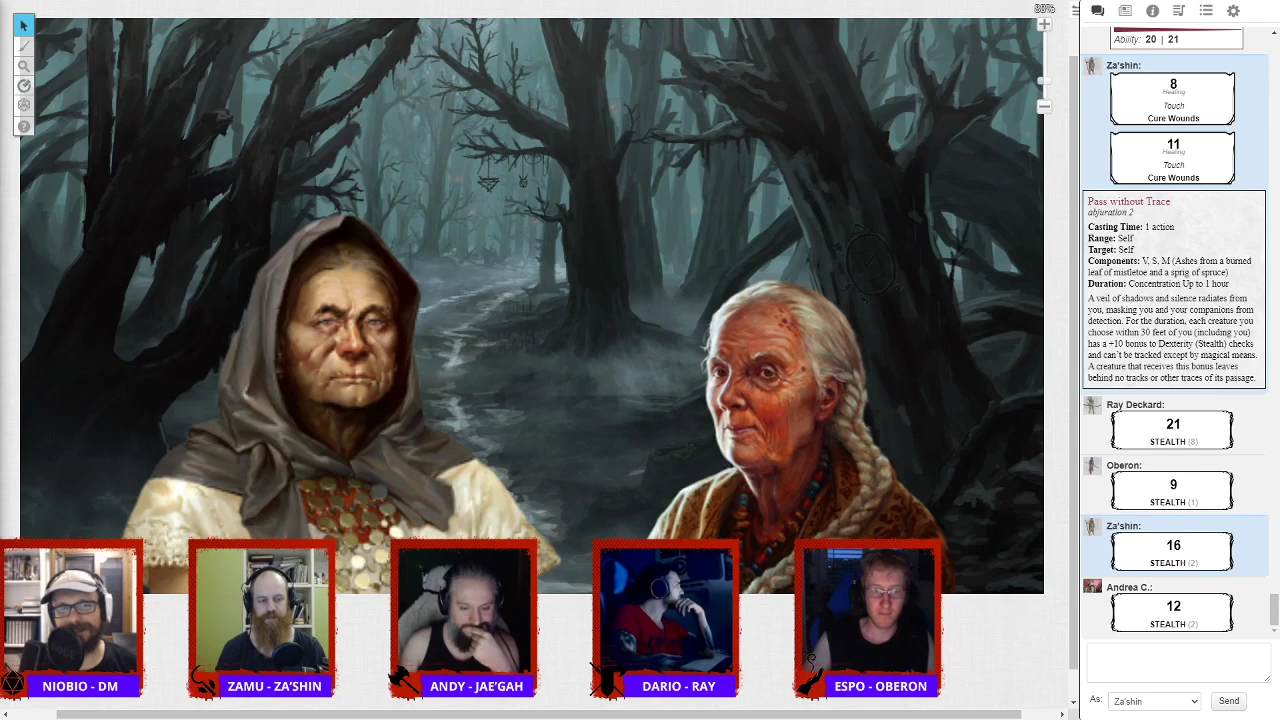 88%
Ability: 20 | 21
Za'shin:
8
Healing
Touch
Cure Wounds
11
Healing
Touch
Cure Wounds
Pass without Trace
abjuration 2
Casting Time: 1 action
Range: Self
Target: Self
Components: V, S, M (Ashes from a burned
leaf of mistletoe and a sprig of spruce)
Duration: Concentration Up to 1 hour
A veil of shadows and silence radiates from
you, masking you and your companions from
detection. For the duration, each creature you
choose within 30 feet of you (including you)
has a +10 bonus to Dexterity (Stealth) checks
and can't be tracked except by magical means.
A creature that receives this bonus leaves
behind no tracks or other traces of its passage.
Ray Deckard:
21
STEALTH (8)
Oberon:
9
STEALTH (1)
Za'shin:
16
STEALTH (2)
Andrea C.:
12
STEALTH (2)
As:
Za'shin
Send
NIOBIO - DM
ZAMU - ZA'SHIN
ANDY - JAE'GAH
DARIO - RAY
ESPO - OBERON